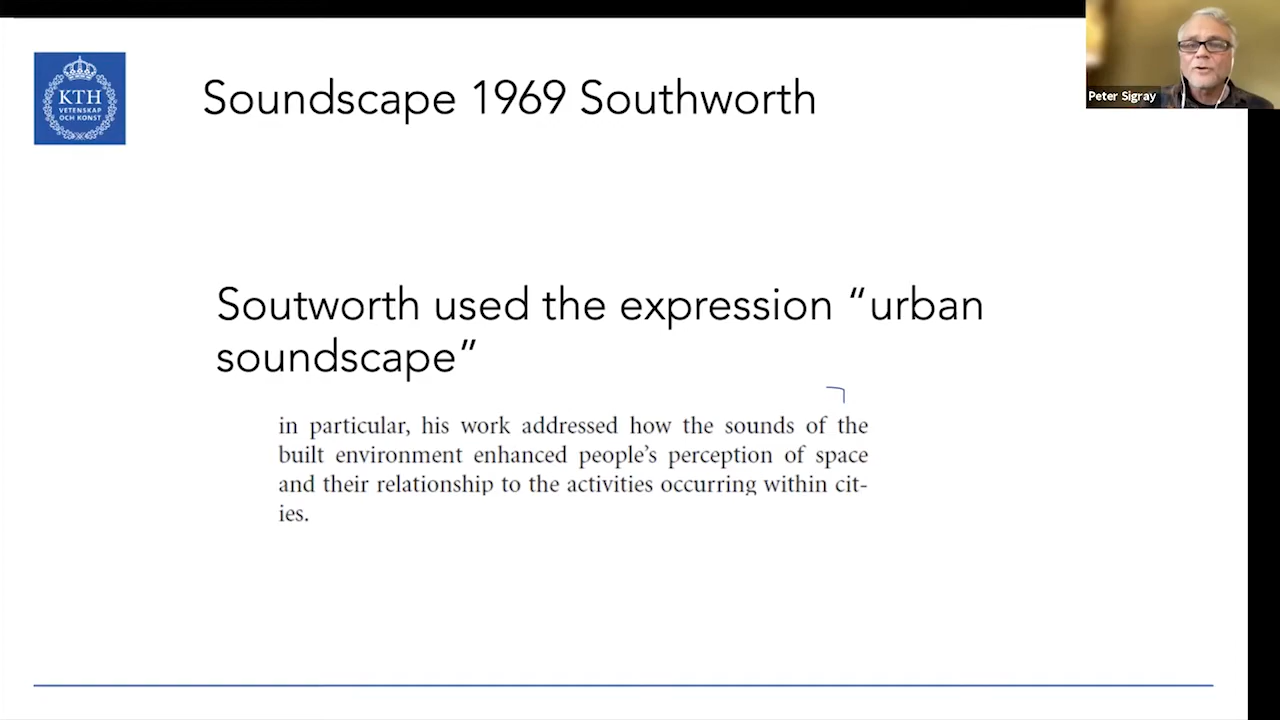 KTH
VETENSKAP
OCH KONST
Soundscape 1969 Southworth
Peter Sigray
Soutworth used the expression “urban
soundscape”
in particular, his work addressed how the sounds of the
built environment enhanced people’s perception of space
and their relationship to the activities occurring within cit-
ies.